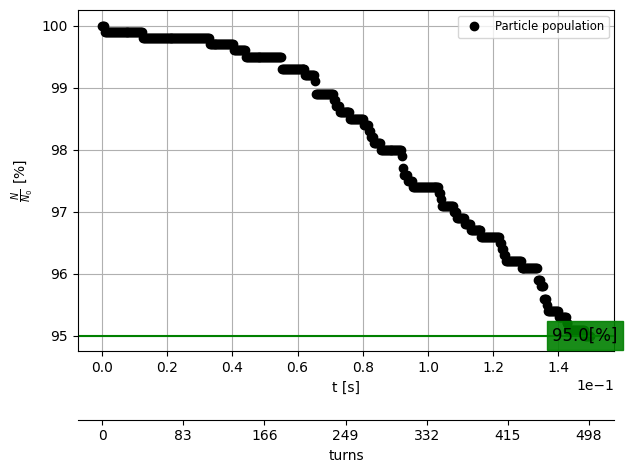 Particle population
100
99
98
97
96
95
N/N₀ [%]
95.0[%]
0.0 0.2 0.4 0.6 0.8 1.0 1.2 1.4
t [s]
1e−1
0 83 166 249 332 415 498
turns